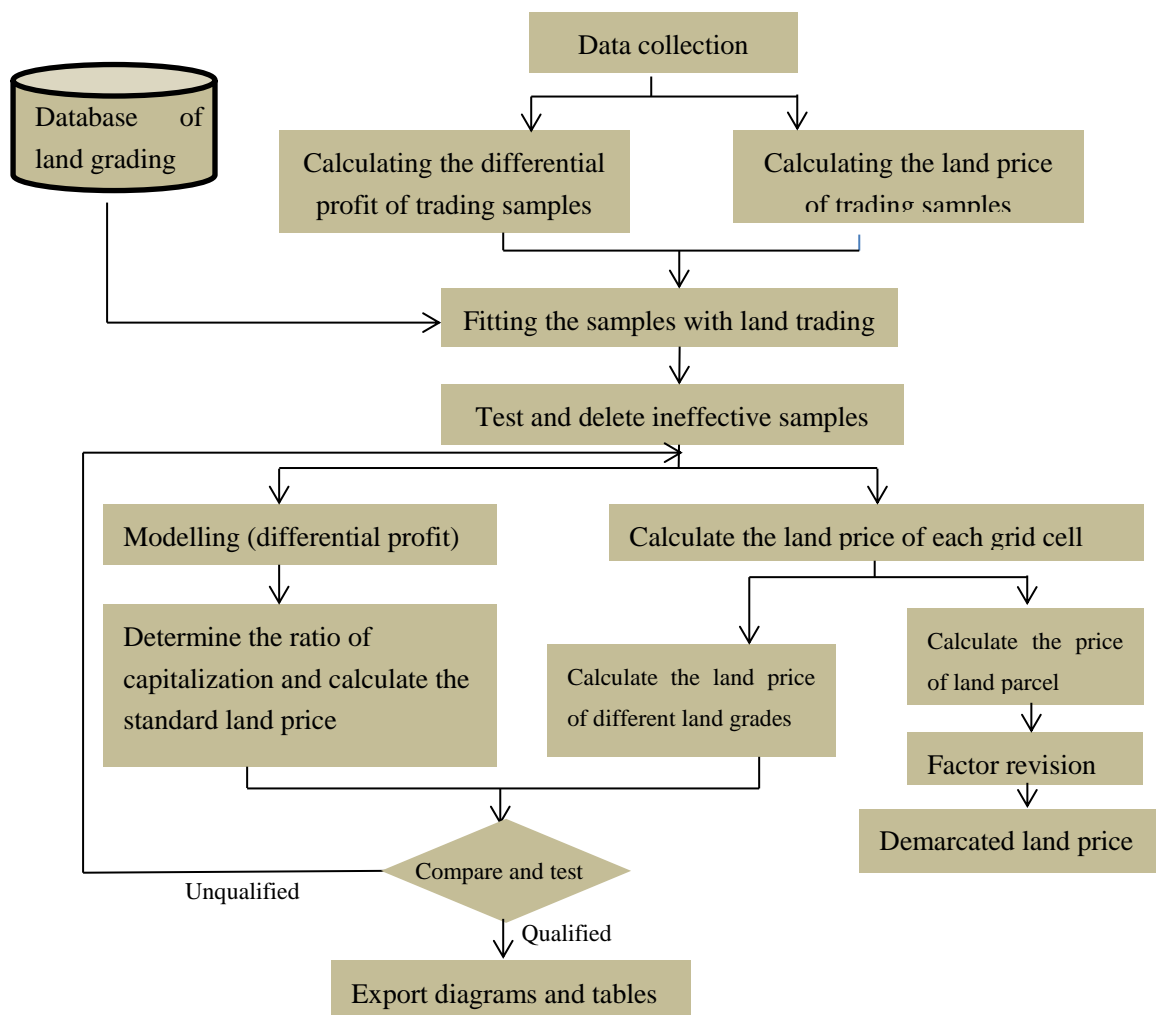 Data collection
Database of
land grading
Calculating the differential
profit of trading samples
Calculating the land price
of trading samples
Fitting the samples with land trading
Test and delete ineffective samples
Modelling (differential profit)
Calculate the land price of each grid cell
Determine the ratio of
capitalization and calculate the
standard land price
Calculate the land price
of different land grades
Calculate the price
of land parcel
Factor revision
Demarcated land price
Compare and test
Unqualified
Qualified
Export diagrams and tables